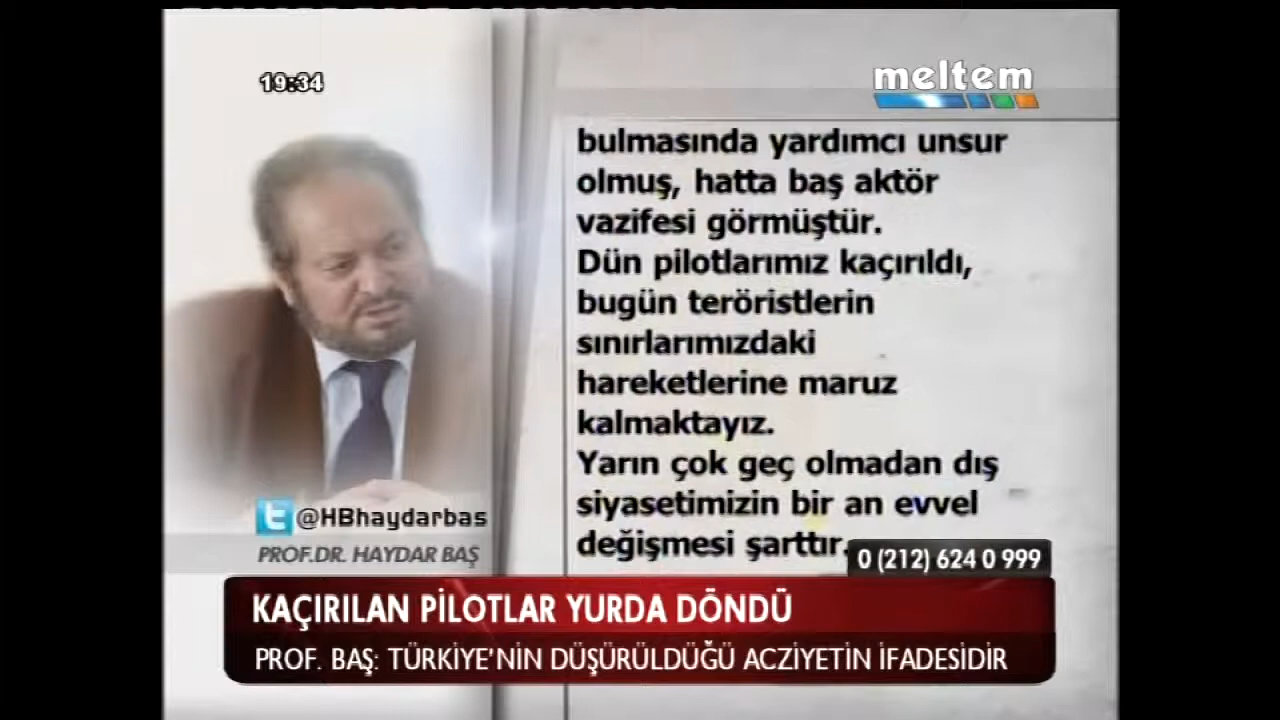 19:34
meltem
bulmasında yardımcı unsur
olmuş, hatta baş aktör
vazifesi görmüştür.
Dün pilotlarımız kaçırıldı,
bugün teröristlerin
sınırlarımızdaki
hareketlerine maruz
kalmaktayız.
Yarın çok geç olmadan dış
siyasetimizin bir an evvel
değişmesi şarttır.
@HBhaydarbas
PROF.DR. HAYDAR BAŞ
0 (212) 624 0 999
KAÇIRILAN PİLOTLAR YURDA DÖNDÜ
PROF. BAŞ: TÜRKİYE'NİN DÜŞÜRÜLDÜĞÜ ACZİYETİN İFADESİDİR